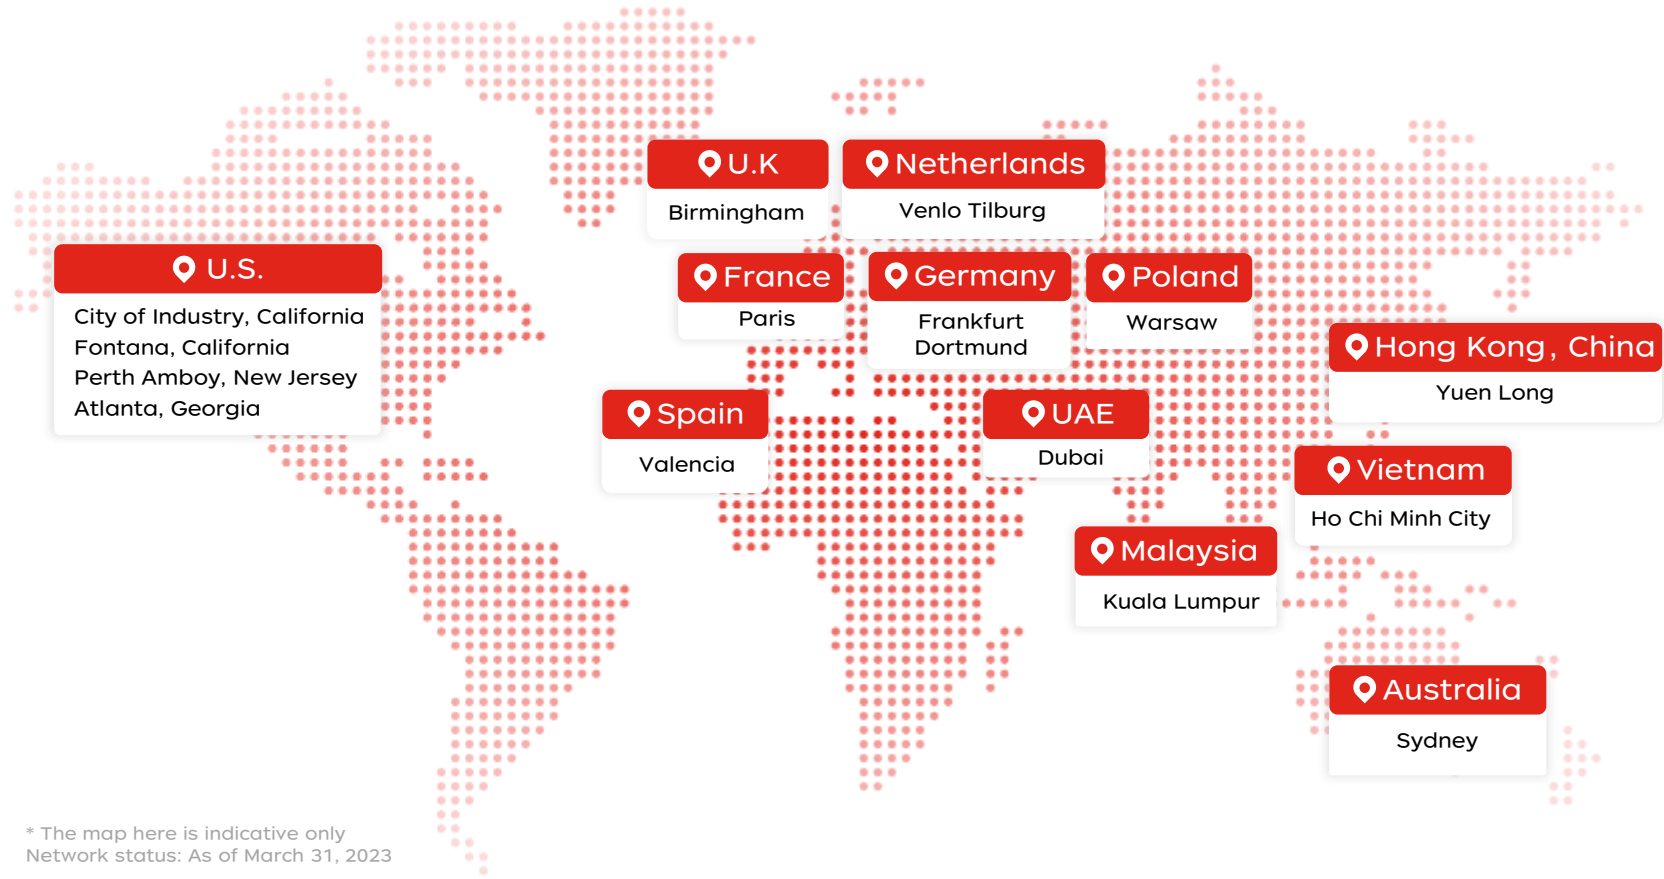 U.K
Birmingham
Netherlands
Venlo Tilburg
U.S.
City of Industry, California
Fontana, California
Perth Amboy, New Jersey
Atlanta, Georgia
France
Paris
Germany
Frankfurt
Dortmund
Poland
Warsaw
Hong Kong, China
Yuen Long
Spain
Valencia
UAE
Dubai
Vietnam
Ho Chi Minh City
Malaysia
Kuala Lumpur
Australia
Sydney
* The map here is indicative only
Network status: As of March 31, 2023